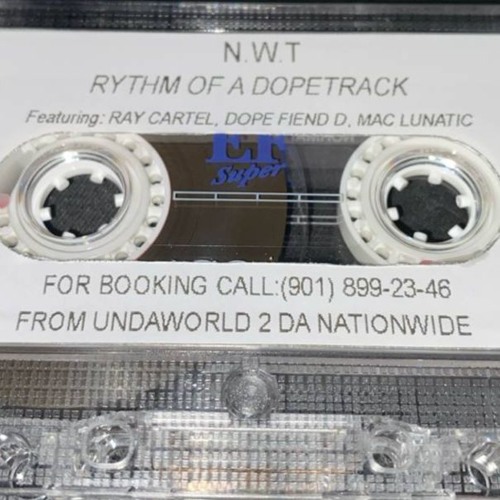 N.W.T
RYTHM OF A DOPETRACK
Featuring: RAY CARTEL, DOPE FIEND D, MAC LUNATIC
Super
FOR BOOKING CALL:(901) 899-23-46
FROM UNDAWORLD 2 DA NATIONWIDE